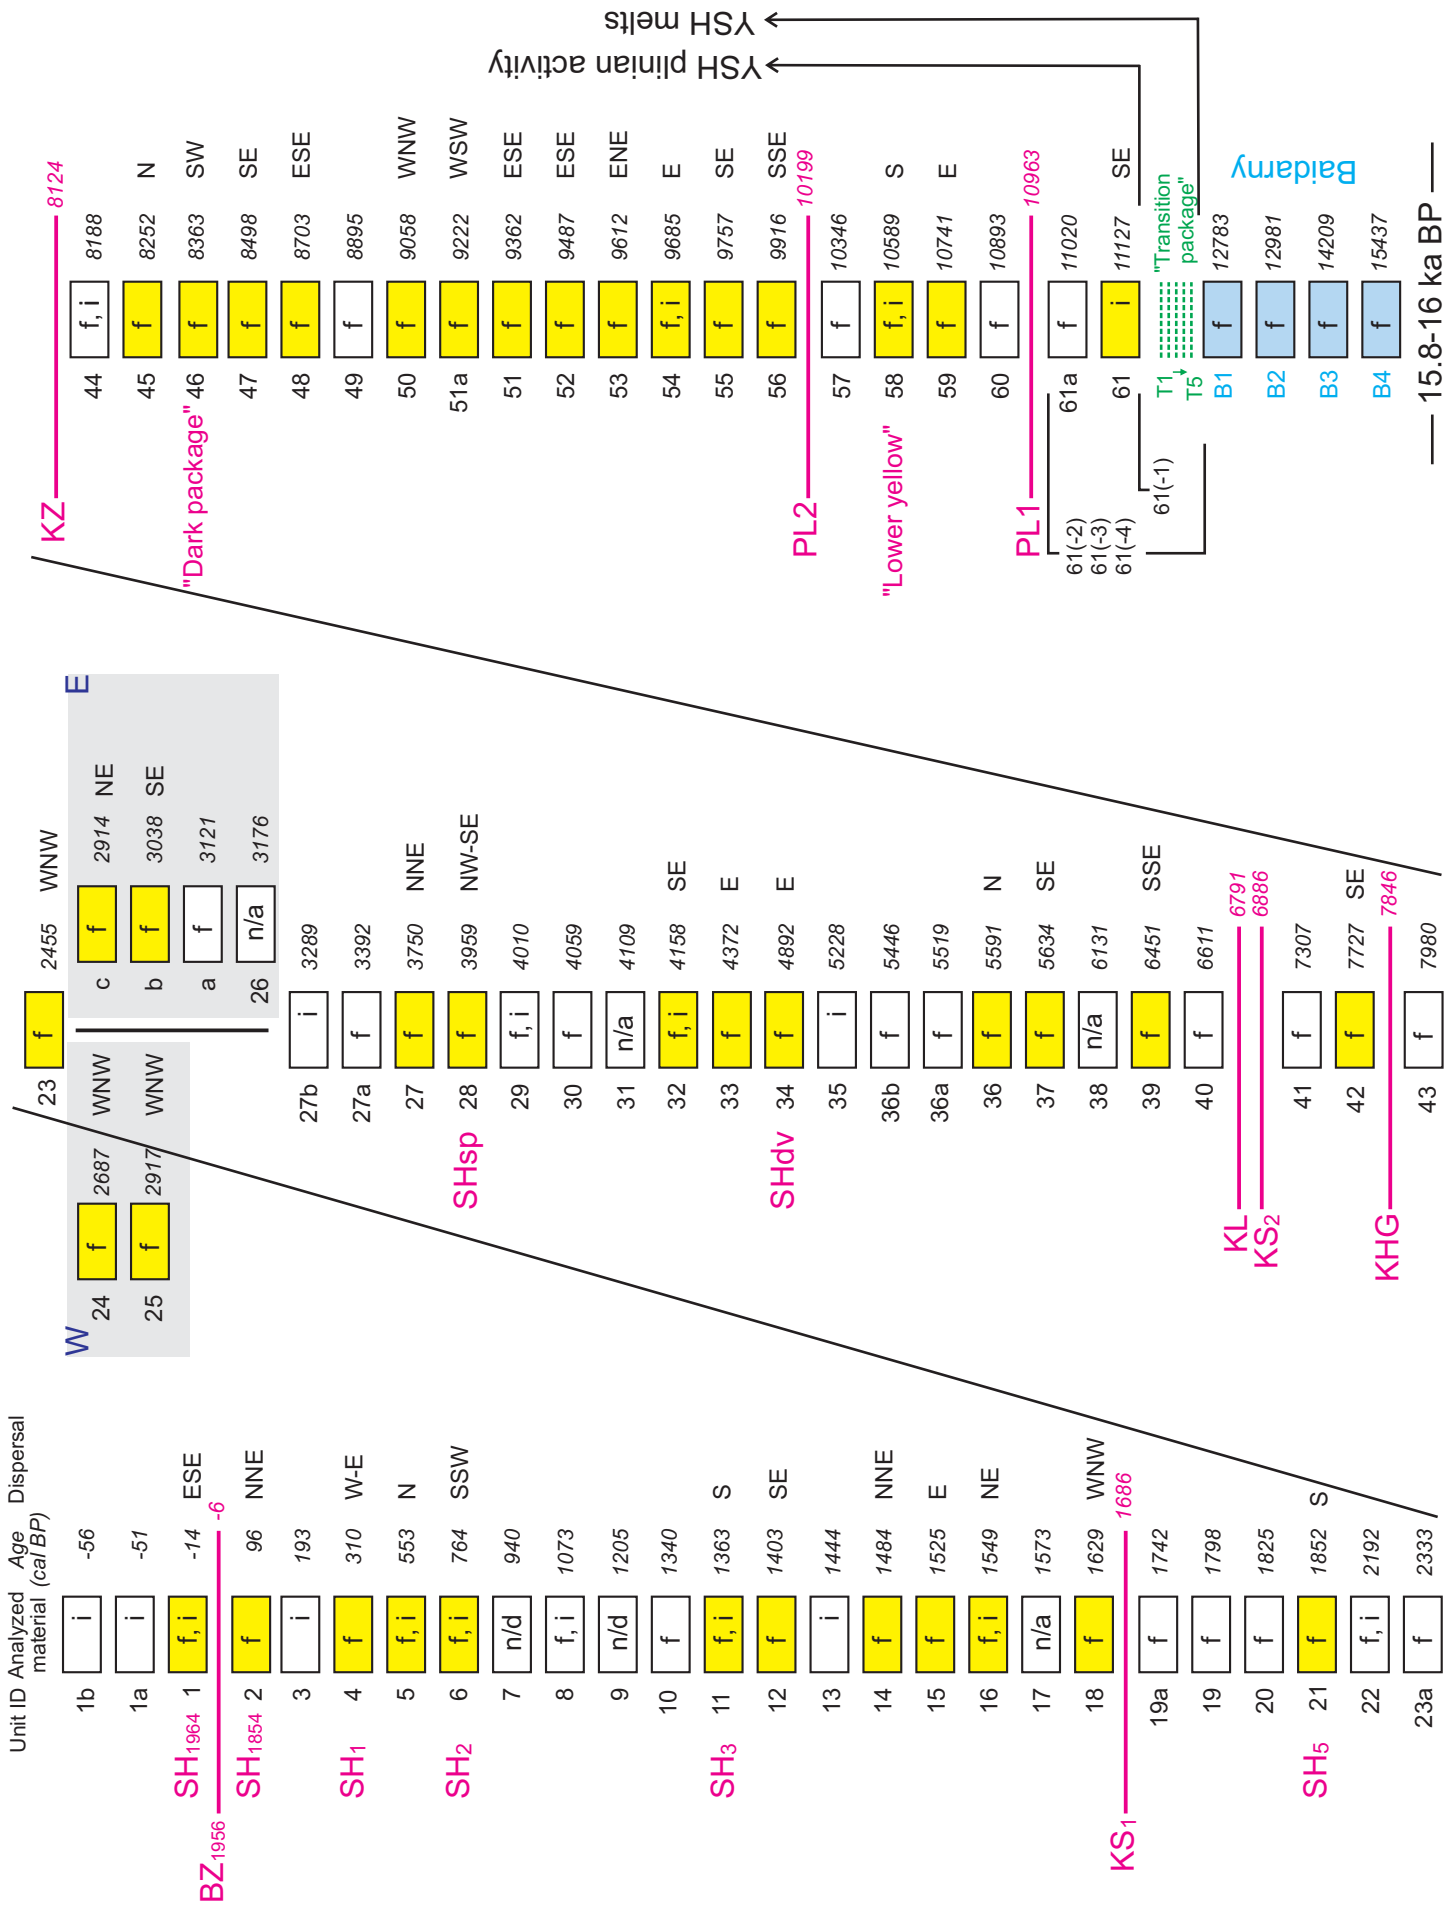 Unit ID Analyzed material Age (cal BP) Dispersal
1b i -56
1a i -51
SH1964 1 f, i -14 ESE
BZ1956 -6
SH1854 2 f 96 NNE
3 i 193
SH1 4 f 310 W-E
5 f, i 553 N
SH2 6 f, i 764 SSW
7 n/d 940
8 f, i 1073
9 n/d 1205
10 f 1340
SH3 11 f, i 1363 S
12 f 1403 SE
13 i 1444
14 f 1484 NNE
15 f 1525 E
16 f, i 1549 NE
17 n/a 1573
18 f 1629 WNW
KS1 1686
19a f 1742
19 f 1798
20 f 1825
SH5 21 f 1852 S
22 f, i 2192
23a f 2333
23 f 2455 WNW
W
24 f 2687 WNW
25 f 2917 WNW
E
c f 2914 NE
b f 3038 SE
a f 3121
26 n/a 3176
27b i 3289
27a f 3392
27 f 3750 NNE
SHsp 28 f 3959 NW-SE
29 f, i 4010
30 f 4059
31 n/a 4109
32 f, i 4158 SE
33 f 4372 E
SHdv 34 f 4892 E
35 i 5228
36b f 5446
36a f 5519
36 f 5591 N
37 f 5634 SE
38 n/a 6131
39 f 6451 SSE
40 f 6611
KL 6791
KS2 6886
41 f 7307
42 f 7727 SE
KHG 7846
43 f 7980
KZ 8124
44 f, i 8188
45 f 8252 N
"Dark package" 46 f 8363 SW
47 f 8498 SE
48 f 8703 ESE
49 f 8895
50 f 9058 WNW
51a f 9222 WSW
51 f 9362 ESE
52 f 9487 ESE
53 f 9612 ENE
54 f, i 9685 E
55 f 9757 SE
56 f 9916 SSE
PL2 10199
57 f 10346
"Lower yellow" 58 f, i 10589 S
59 f 10741 E
60 f 10893
PL1 10963
61a f 11020
61 i 11127 SE
61(-2)
61(-3)
61(-4)
61(-1)
T1
T5
"Transition package"
B1 f 12783
B2 f 12981
B3 f 14209
B4 f 15437
Baidarny
15.8-16 ka BP
YSH plinian activity
YSH melts